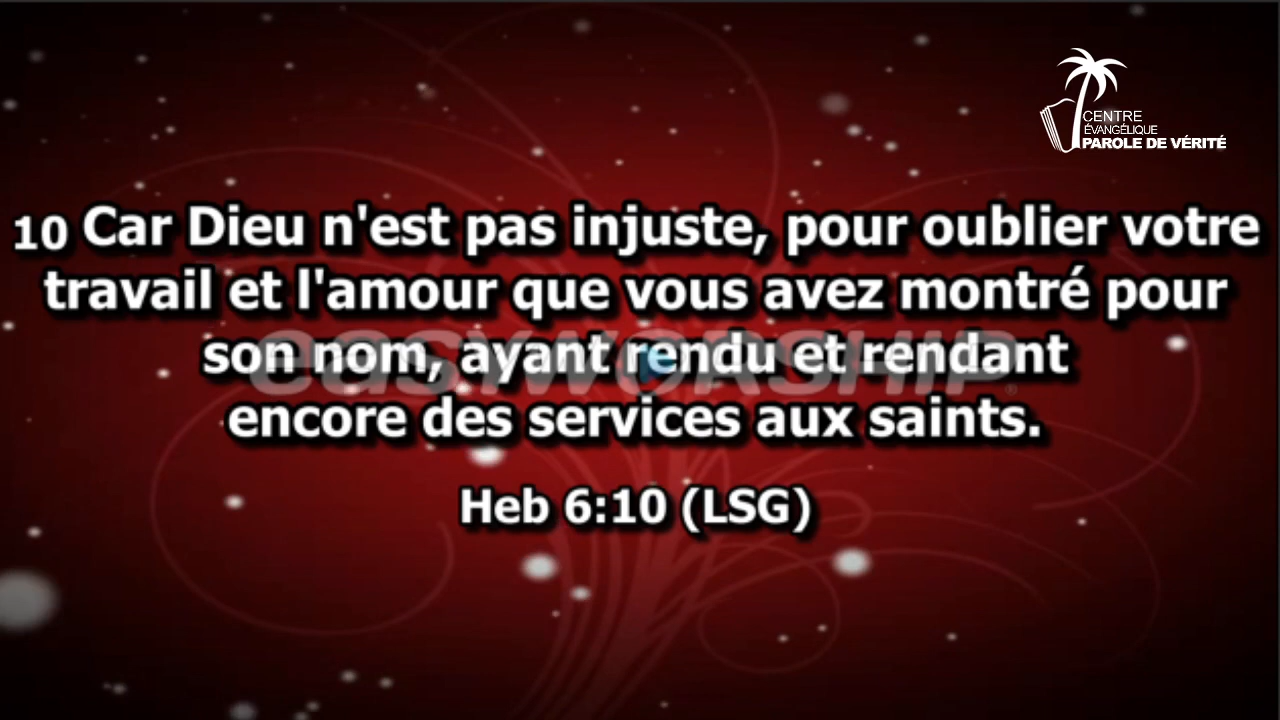 CENTRE
ÉVANGÉLIQUE
PAROLE DE VÉRITÉ
10 Car Dieu n'est pas injuste, pour oublier votre
travail et l'amour que vous avez montré pour
son nom, ayant rendu et rendant
encore des services aux saints.
easyworship®
Heb 6:10 (LSG)